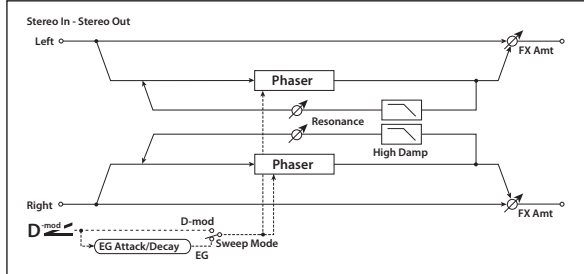 Stereo In - Stereo Out
Left
FX Amt
Phaser
Resonance
High Damp
Phaser
Right
FX Amt
D-mod
D-mod
Sweep Mode
EG Attack/Decay
EG